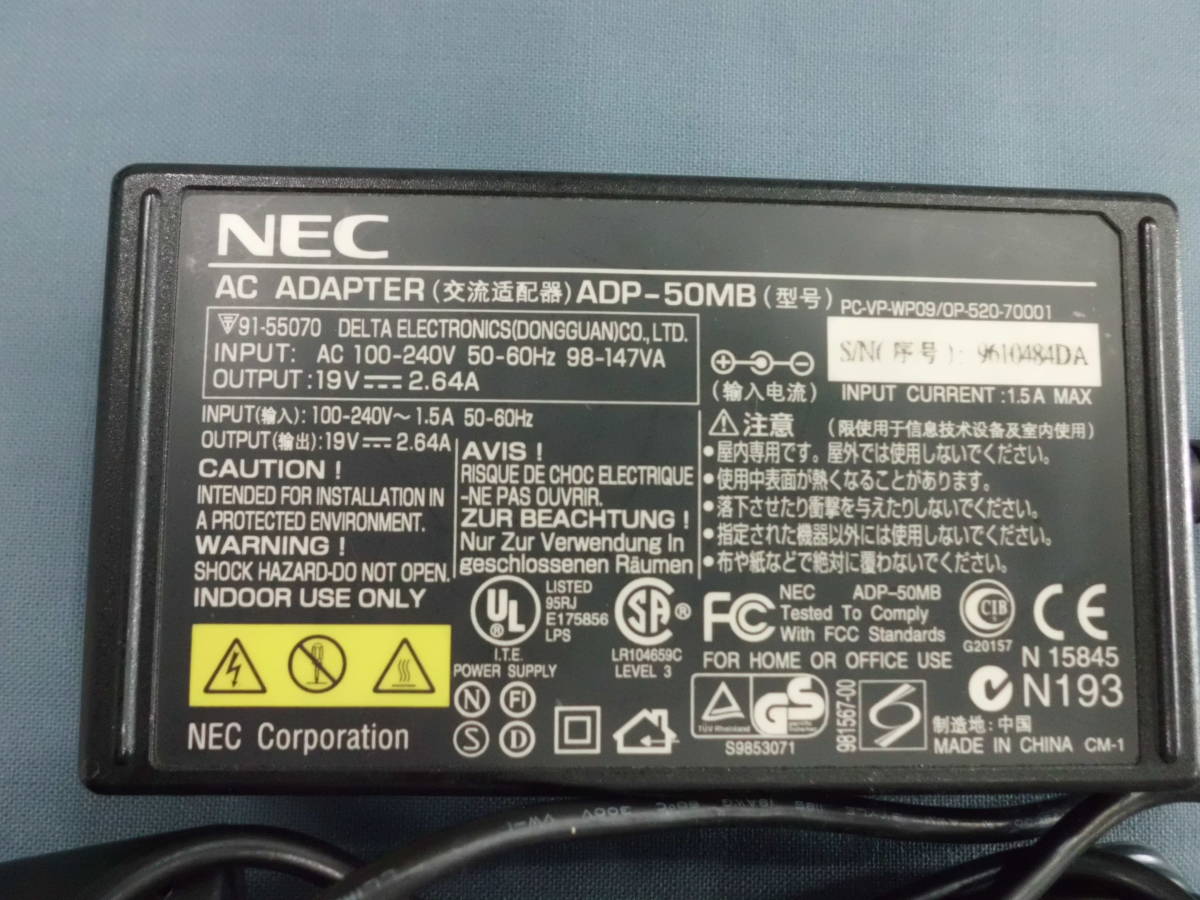 NEC
AC ADAPTER(交流适配器)ADP-50MB(型号) PC-VP-WP09/OP-520-70001
91-55070 DELTA ELECTRONICS(DONGGUAN)CO.,LTD.
INPUT: AC 100-240V 50-60Hz 98-147VA
OUTPUT:19V 2.64A
S/N(序号): 9610484DA
(输入电流) INPUT CURRENT:1.5A MAX
INPUT(输入): 100-240V~ 1.5A 50-60Hz
OUTPUT(输出):19V 2.64A
CAUTION !
INTENDED FOR INSTALLATION IN
A PROTECTED ENVIRONMENT.
WARNING !
SHOCK HAZARD-DO NOT OPEN.
INDOOR USE ONLY
AVIS !
RISQUE DE CHOC ELECTRIQUE
-NE PAS OUVRIR.
ZUR BEACHTUNG !
Nur Zur Verwendung In
geschlossenen Räumen
注意 (限使用于信息技术设备及室内使用)
●屋内専用です。屋外では使用しないでください。
●使用中表面が熱くなることがあります。
●落下させたり衝撃を与えたりしないでください。
●指定された機器以外には使用しないでください。
●布や紙などで絶対に覆わないでください。
UL
®
LISTED
95RJ
E175856
LPS
I.T.E.
POWER SUPPLY
SA ®
LR104659C
LEVEL 3
FC
NEC ADP-50MB
Tested To Comply
With FCC Standards
FOR HOME OR OFFICE USE
CIB
G20157
CE
N 15845
N193
N FI
S D
TÜV Rheinland
GS
S9853071
981567-00
制造地:中国
MADE IN CHINA CM-1
NEC Corporation